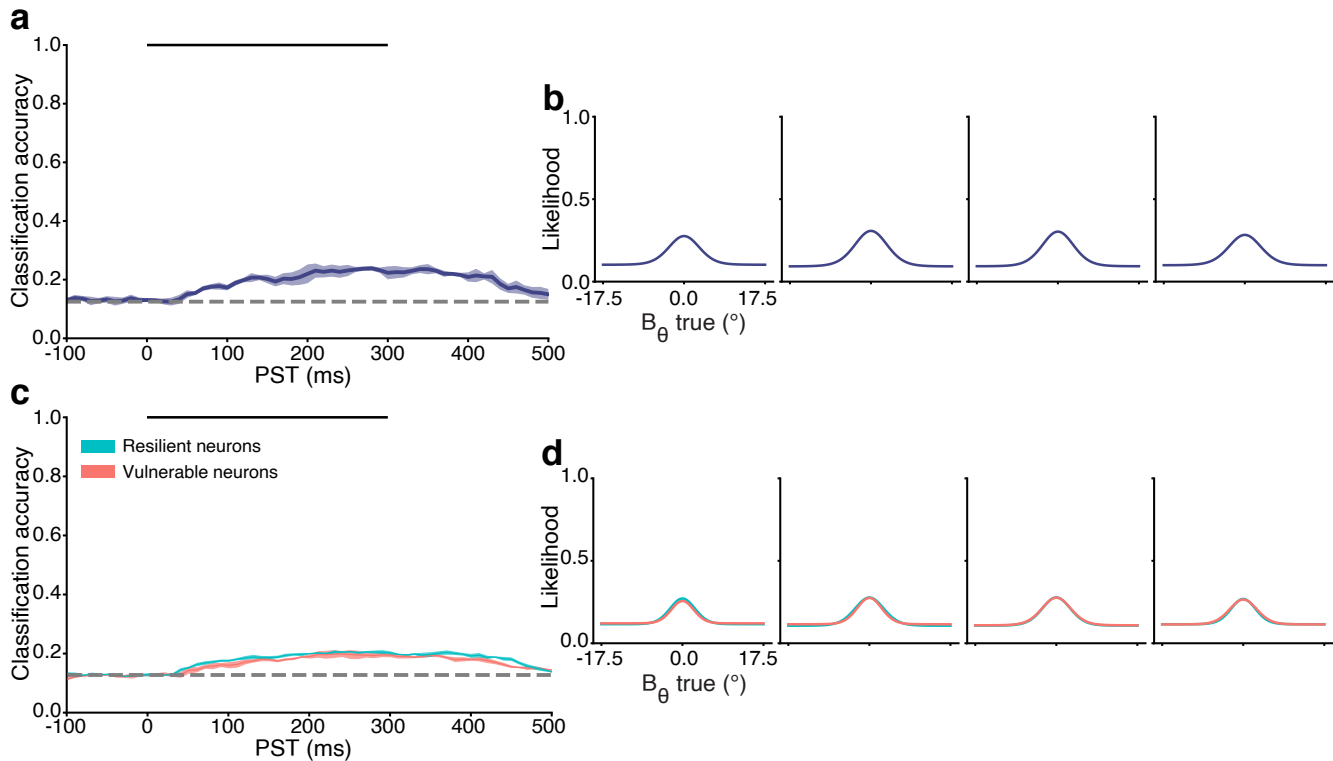 a
1.0
0.8
0.6
0.4
0.2
0.0
Classification accuracy
-100 0 100 200 300 400 500
PST (ms)
b
1.0
0.5
0.0
Likelihood
-17.5 0.0 17.5
Bθ true (°)
c
1.0
0.8
0.6
0.4
0.2
0.0
Classification accuracy
Resilient neurons
Vulnerable neurons
-100 0 100 200 300 400 500
PST (ms)
d
1.0
0.5
0.0
Likelihood
-17.5 0.0 17.5
Bθ true (°)